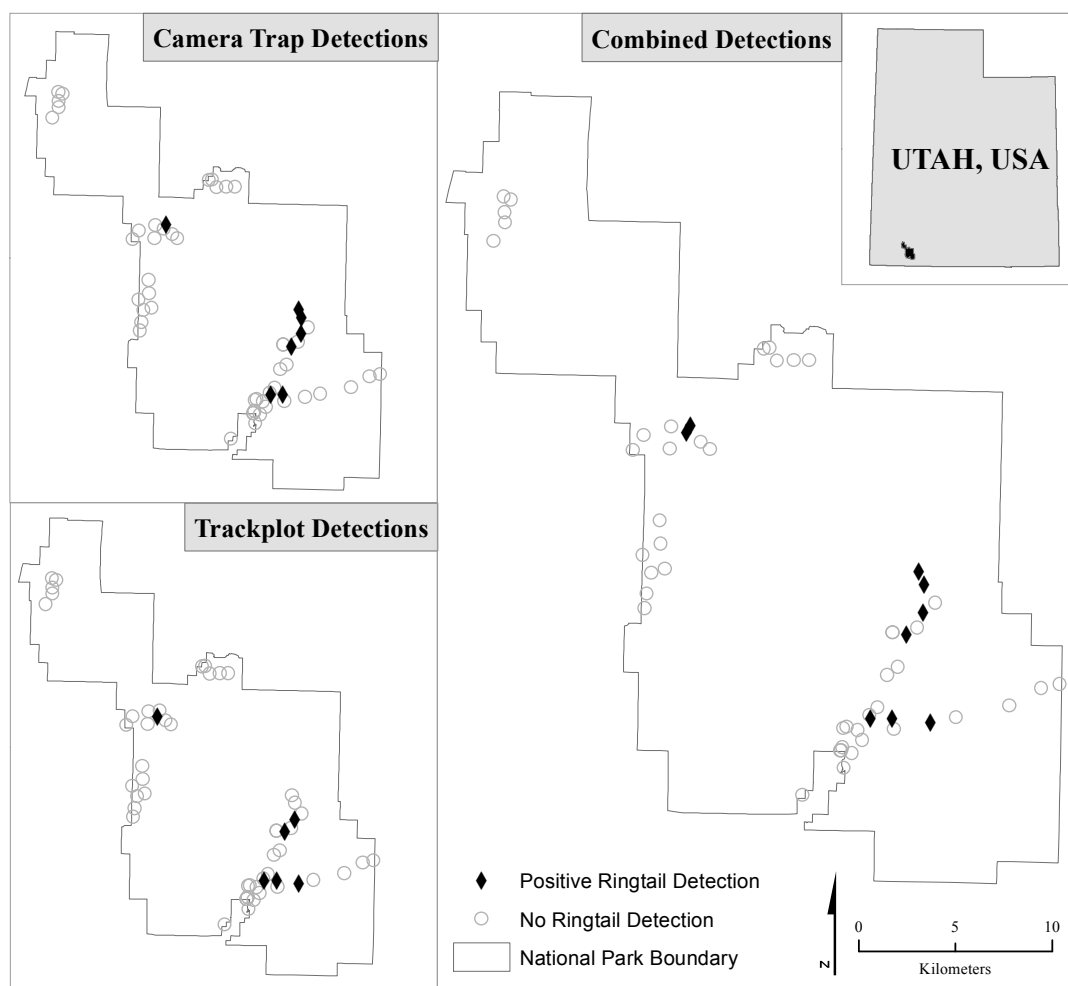 Camera Trap Detections
Combined Detections
UTAH, USA
Trackplot Detections
Positive Ringtail Detection
No Ringtail Detection
National Park Boundary
N
0 5 10
Kilometers